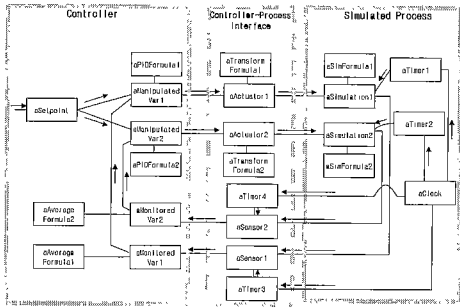 Controller
Controller-Process
Interface
Simulated Process
aPIDFormula1
aTransform
Formula1
aSimFormula1
aTimer1
aManipulated
Var1
aActuator1
aSimulation1
aSetpoint
aManipulated
Var2
aActuator2
aSimulation2
aTimer2
aPIDFormula2
aTransform
Formula2
aSimFormula2
aTimer4
aClock
aAverage
Formula2
aMonitored
Var2
aSensor2
aAverage
Formula1
aMonitored
Var1
aSensor1
aTimer3